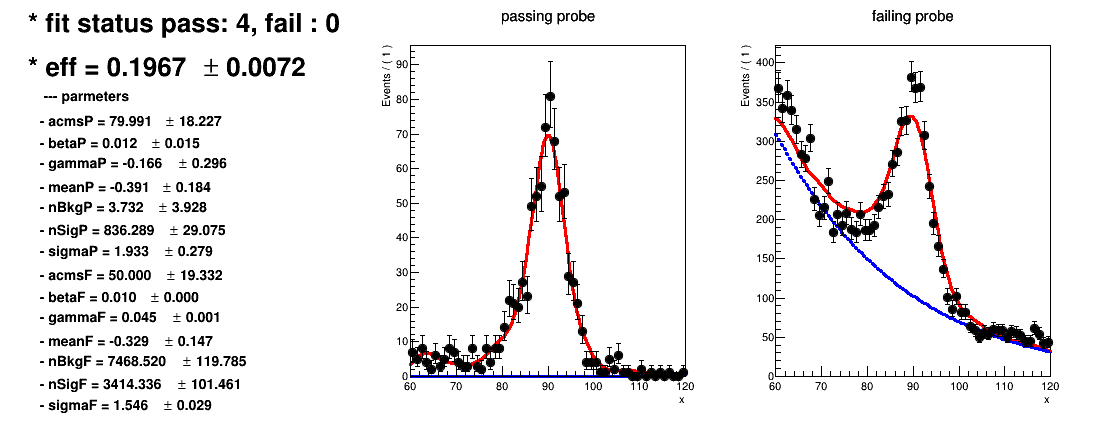 * fit status pass: 4, fail : 0
* eff = 0.1967 ± 0.0072
--- parmeters
- acmsP = 79.991 ± 18.227
- betaP = 0.012 ± 0.015
- gammaP = -0.166 ± 0.296
- meanP = -0.391 ± 0.184
- nBkgP = 3.732 ± 3.928
- nSigP = 836.289 ± 29.075
- sigmaP = 1.933 ± 0.279
- acmsF = 50.000 ± 19.332
- betaF = 0.010 ± 0.000
- gammaF = 0.045 ± 0.001
- meanF = -0.329 ± 0.147
- nBkgF = 7468.520 ± 119.785
- nSigF = 3414.336 ± 101.461
- sigmaF = 1.546 ± 0.029
passing probe
Events / ( 1 )
90
80
70
60
50
40
30
20
10
0
60 70 80 90 100 110 120
x
failing probe
Events / ( 1 )
400
350
300
250
200
150
100
50
0
60 70 80 90 100 110 120
x